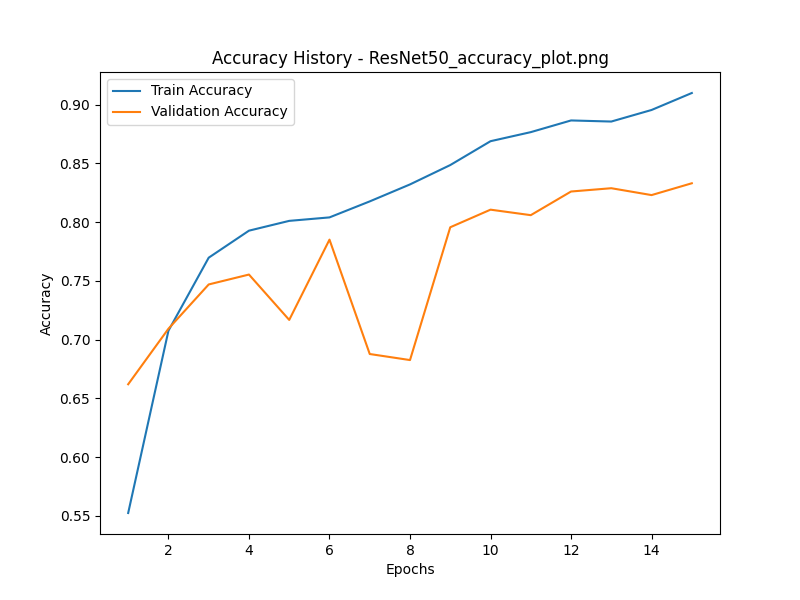 Accuracy History - ResNet50_accuracy_plot.png
Train Accuracy
Validation Accuracy
0.90
0.85
0.80
0.75
0.70
0.65
0.60
0.55
Accuracy
2 4 6 8 10 12 14
Epochs